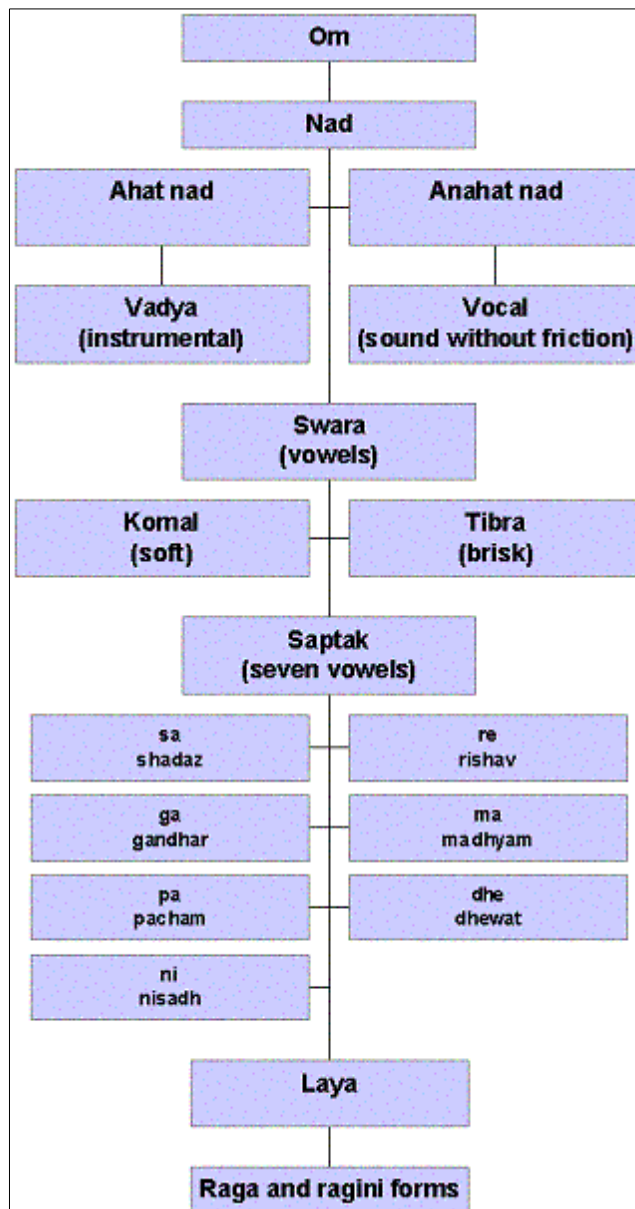 Om
Nad
Ahat nad
Anahat nad
Vadya
(instrumental)
Vocal
(sound without friction)
Swara
(vowels)
Komal
(soft)
Tibra
(brisk)
Saptak
(seven vowels)
sa
shadaz
re
rishav
ga
gandhar
ma
madhyam
pa
pacham
dhe
dhewat
ni
nisadh
Laya
Raga and ragini forms